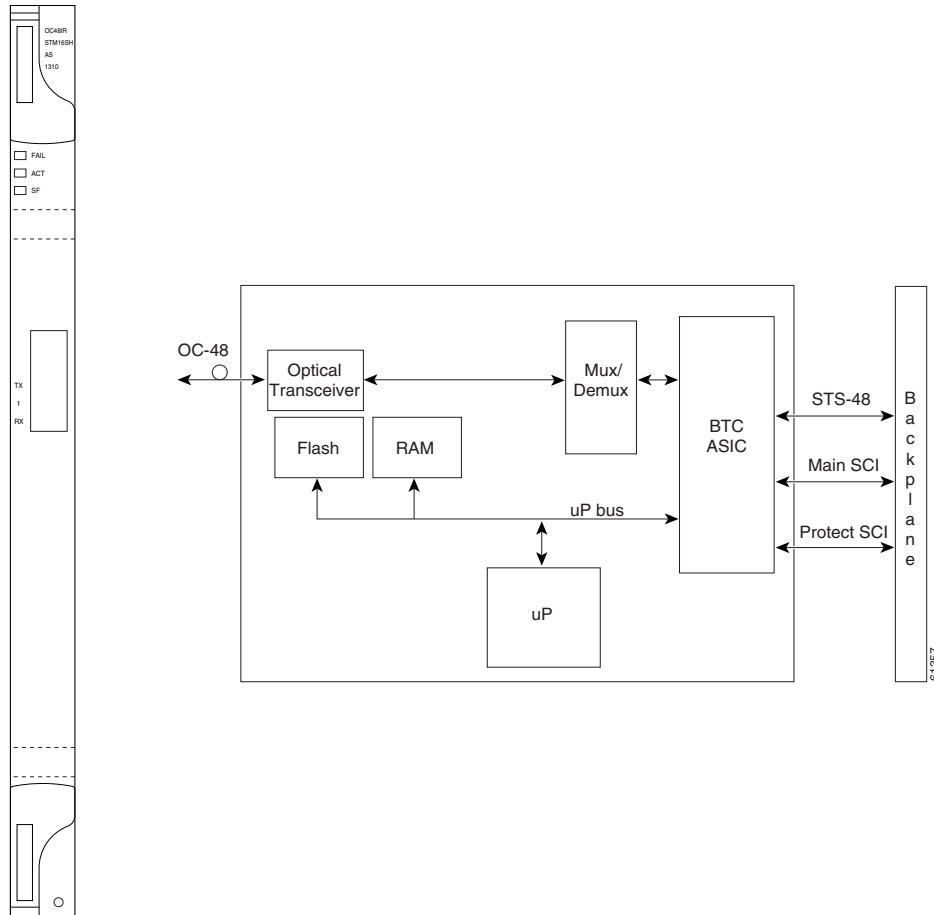 OC48IR
STM16SH
AS
1310
FAIL
ACT
SF
TX
1
RX
OC-48
Optical
Transceiver
Flash
RAM
Mux/
Demux
BTC
ASIC
uP bus
uP
STS-48
Main SCI
Protect SCI
Backplane